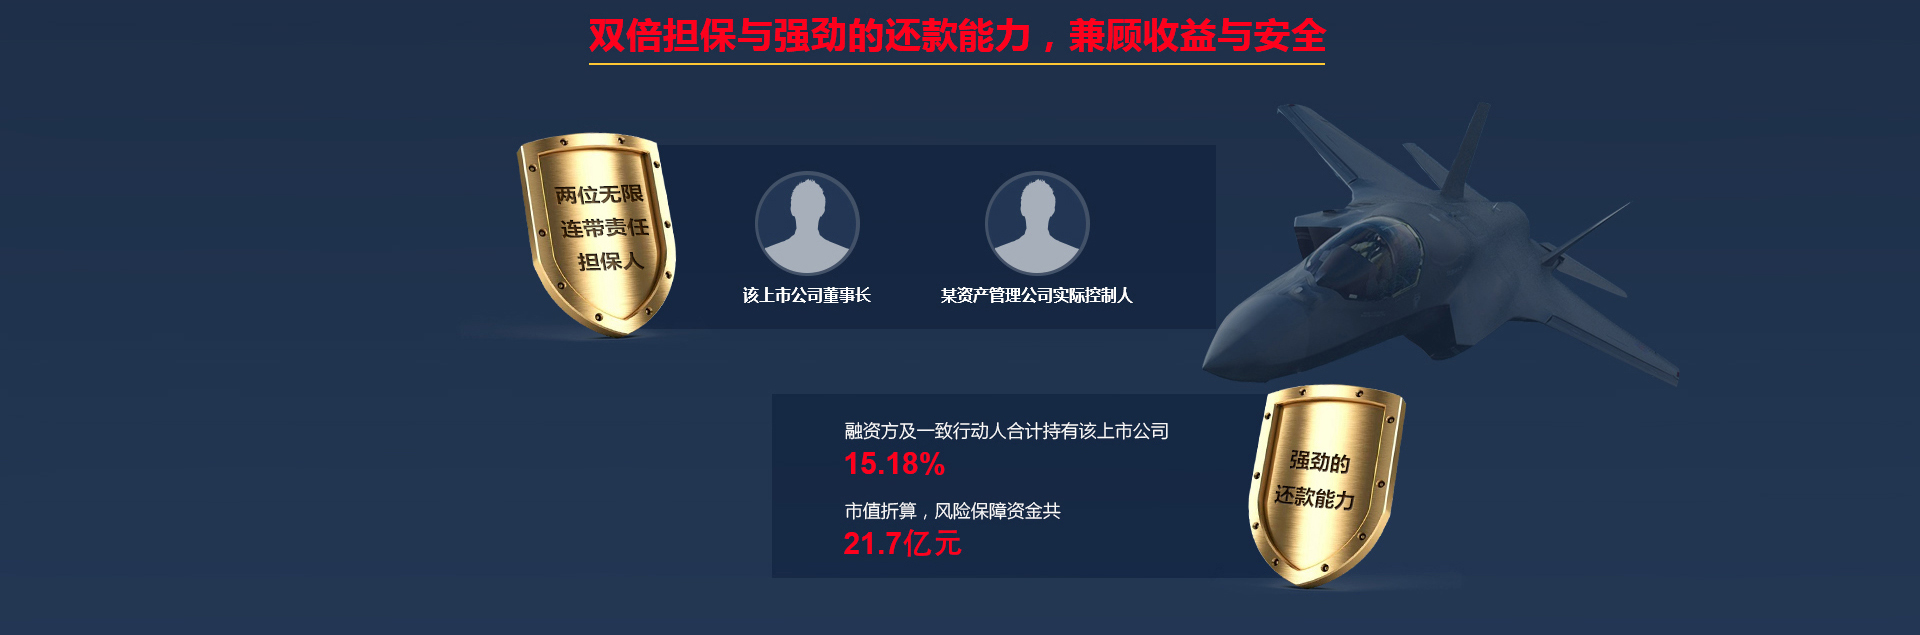 双倍担保与强劲的还款能力，兼顾收益与安全
两位无限
连带责任
担保人
该上市公司董事长
某资产管理公司实际控制人
融资方及一致行动人合计持有该上市公司
15.18%
市值折算，风险保障资金共
21.7亿元
强劲的
还款能力